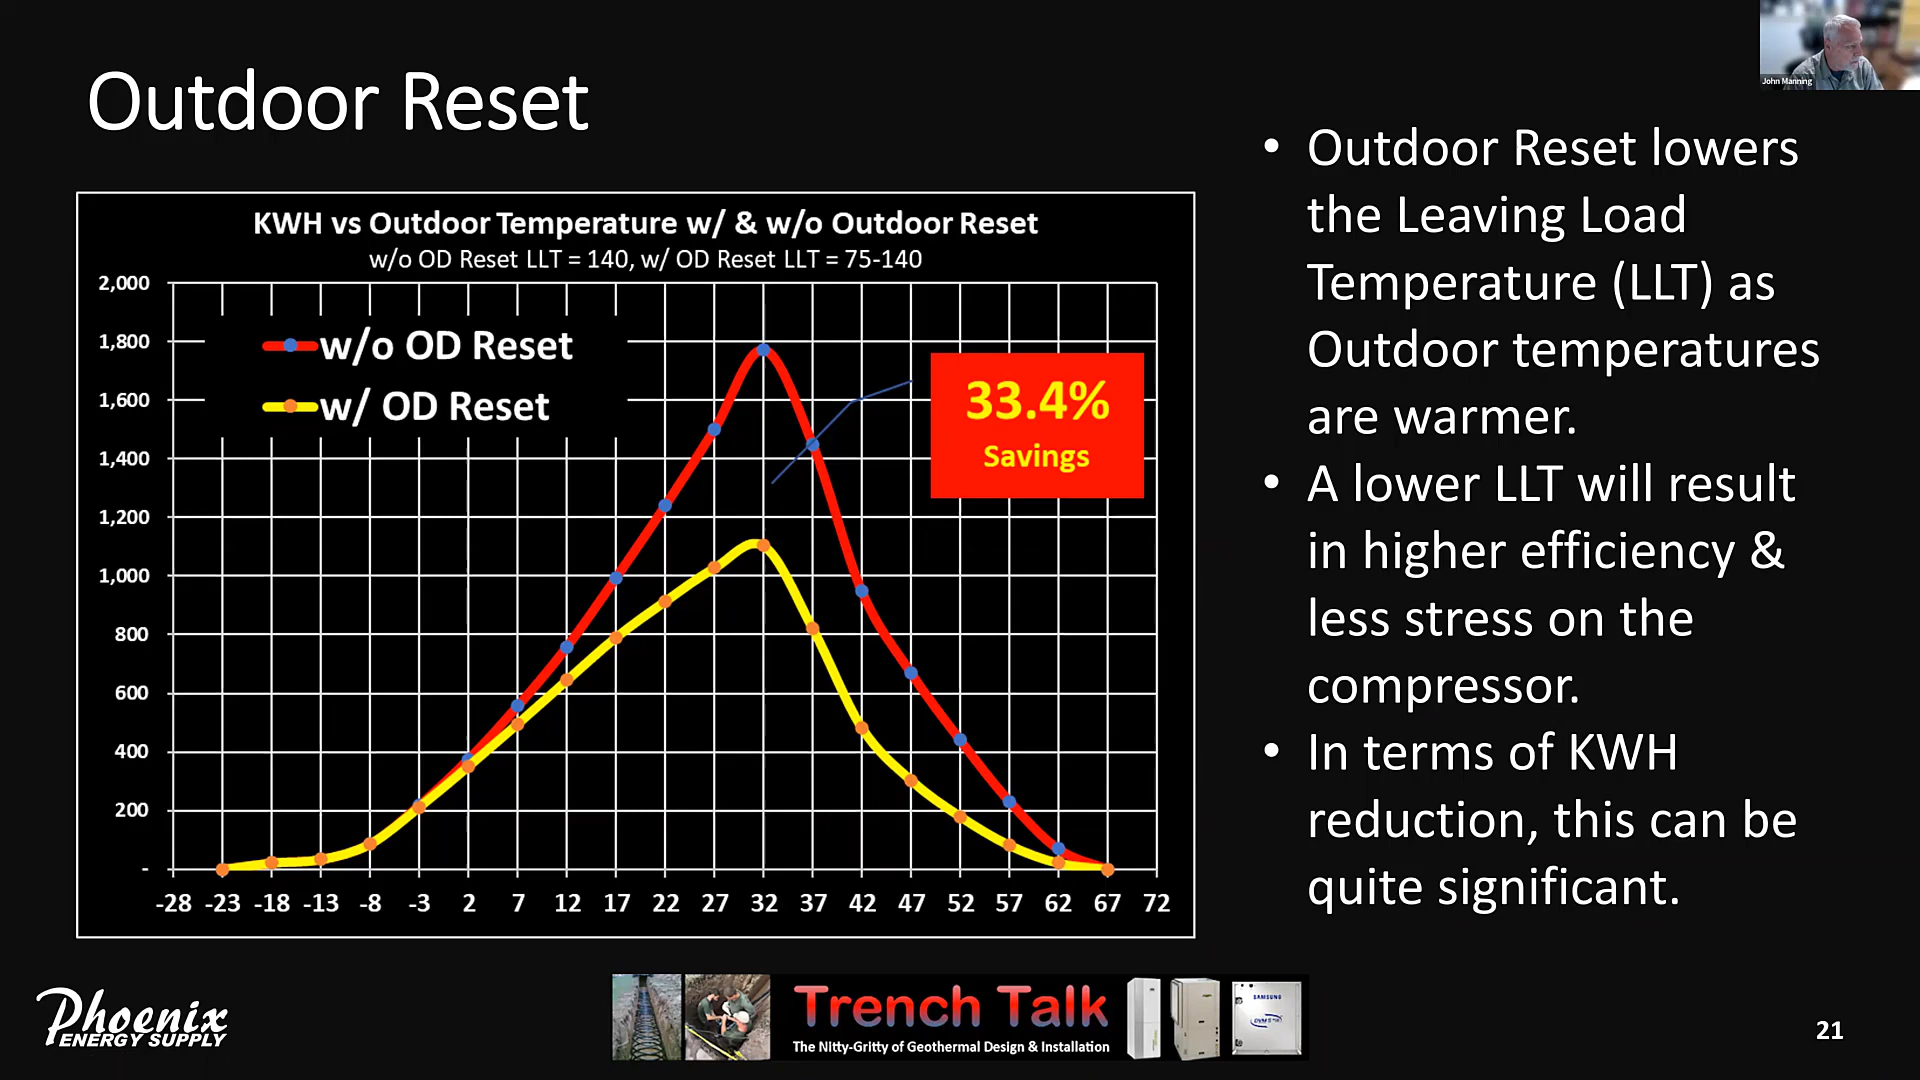 John Manning
Outdoor Reset
KWH vs Outdoor Temperature w/ & w/o Outdoor Reset
w/o OD Reset LLT = 140, w/ OD Reset LLT = 75-140
2,000
1,800
1,600
1,400
1,200
1,000
800
600
400
200
-
w/o OD Reset
w/ OD Reset
33.4%
Savings
-28 -23 -18 -13 -8 -3 2 7 12 17 22 27 32 37 42 47 52 57 62 67 72
• Outdoor Reset lowers
the Leaving Load
Temperature (LLT) as
Outdoor temperatures
are warmer.
• A lower LLT will result
in higher efficiency &
less stress on the
compressor.
• In terms of KWH
reduction, this can be
quite significant.
Phoenix
ENERGY SUPPLY
Trench Talk
The Nitty-Gritty of Geothermal Design & Installation
SAMSUNG
DVM S
21